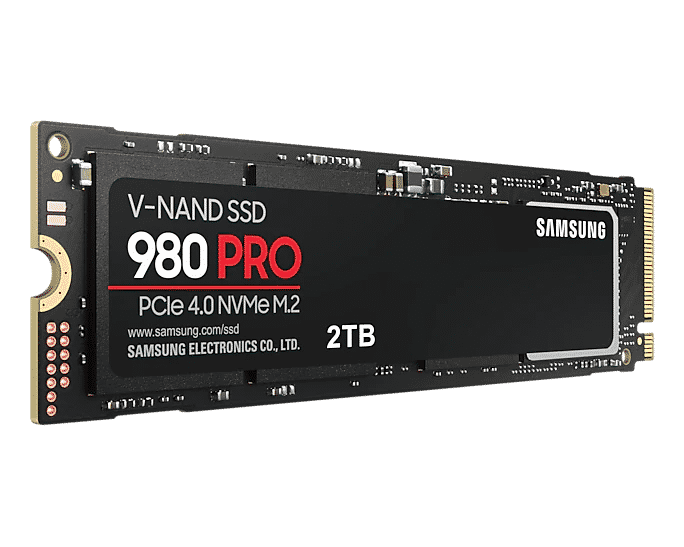 V-NAND SSD
980 PRO
PCIe 4.0 NVMe M.2
www.samsung.com/ssd
SAMSUNG ELECTRONICS CO., LTD.
2TB
SAMSUNG